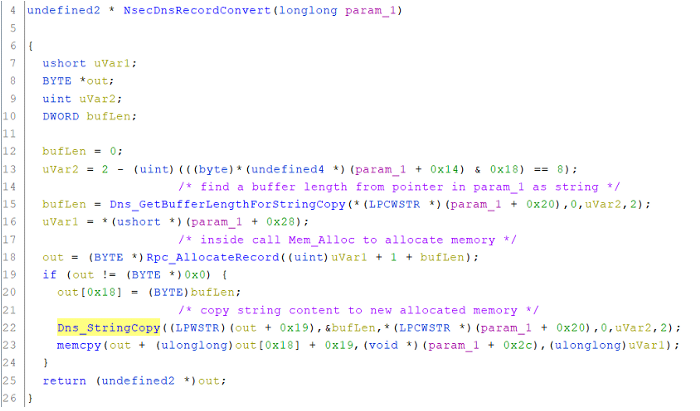 4 undefined2 * NsecDnsRecordConvert(longlong param_1)
5
6 {
7 ushort uVar1;
8 BYTE *out;
9 uint uVar2;
10 DWORD bufLen;
11
12 bufLen = 0;
13 uVar2 = 2 - (uint)(((byte)*(undefined4 *)(param_1 + 0x14) & 0x18) == 8);
14 /* find a buffer length from pointer in param_1 as string */
15 bufLen = Dns_GetBufferLengthForStringCopy(*(LPCWSTR *)(param_1 + 0x20),0,uVar2,2);
16 uVar1 = *(ushort *)(param_1 + 0x28);
17 /* inside call Mem_Alloc to allocate memory */
18 out = (BYTE *)Rpc_AllocateRecord((uint)uVar1 + 1 + bufLen);
19 if (out != (BYTE *)0x0) {
20 out[0x18] = (BYTE)bufLen;
21 /* copy string content to new allocated memory */
22 Dns_StringCopy((LPWSTR)(out + 0x19),&bufLen,*(LPCWSTR *)(param_1 + 0x20),0,uVar2,2);
23 memcpy(out + (ulonglong)out[0x18] + 0x19,(void *)(param_1 + 0x2c),(ulonglong)uVar1);
24 }
25 return (undefined2 *)out;
26 }